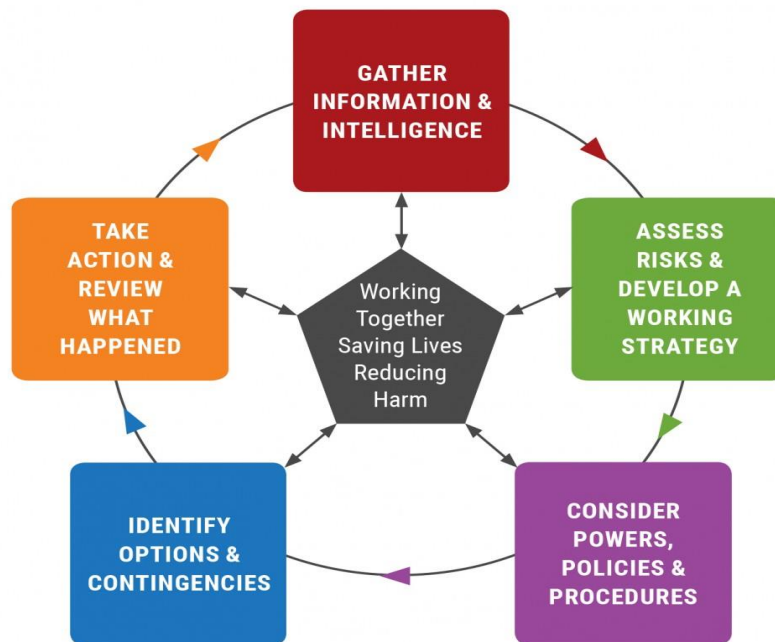 GATHER
INFORMATION &
INTELLIGENCE
ASSESS
RISKS &
DEVELOP A
WORKING
STRATEGY
CONSIDER
POWERS,
POLICIES &
PROCEDURES
IDENTIFY
OPTIONS &
CONTINGENCIES
TAKE
ACTION &
REVIEW
WHAT
HAPPENED
Working
Together
Saving Lives
Reducing
Harm